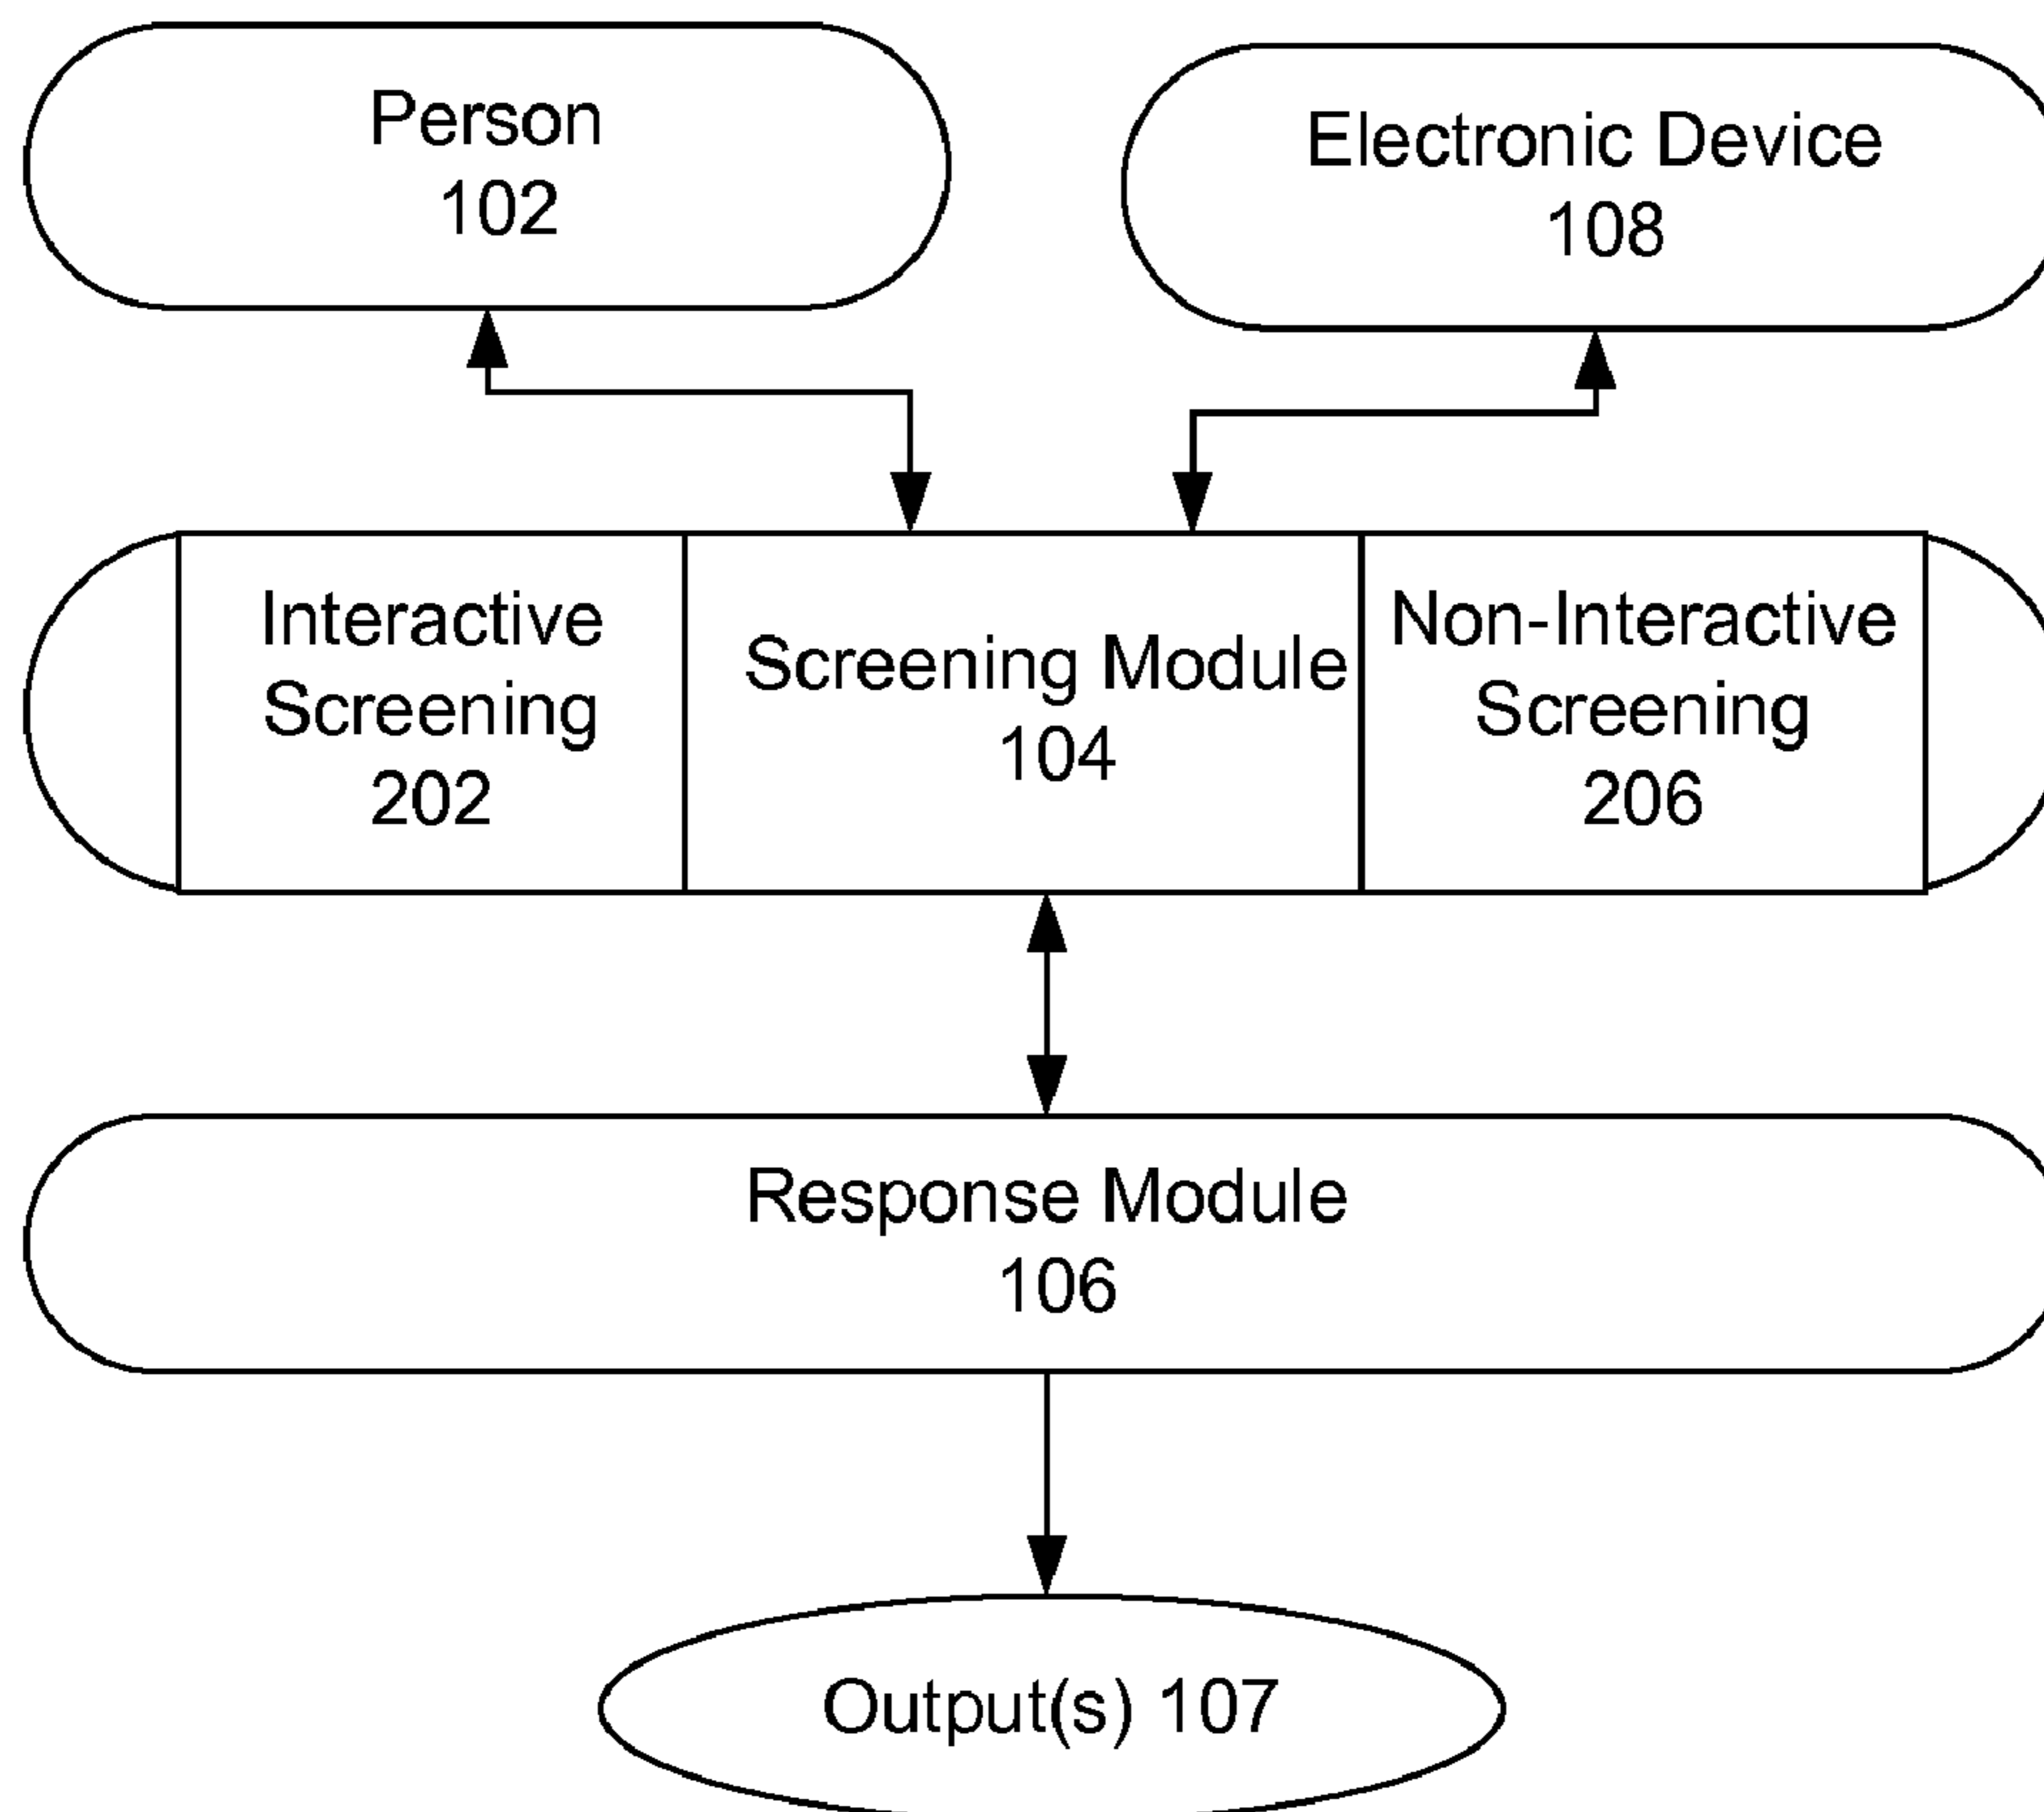 Person
102
Electronic Device
108
Interactive
Screening
202
Screening Module
104
Non-Interactive
Screening
206
Response Module
106
Output(s) 107